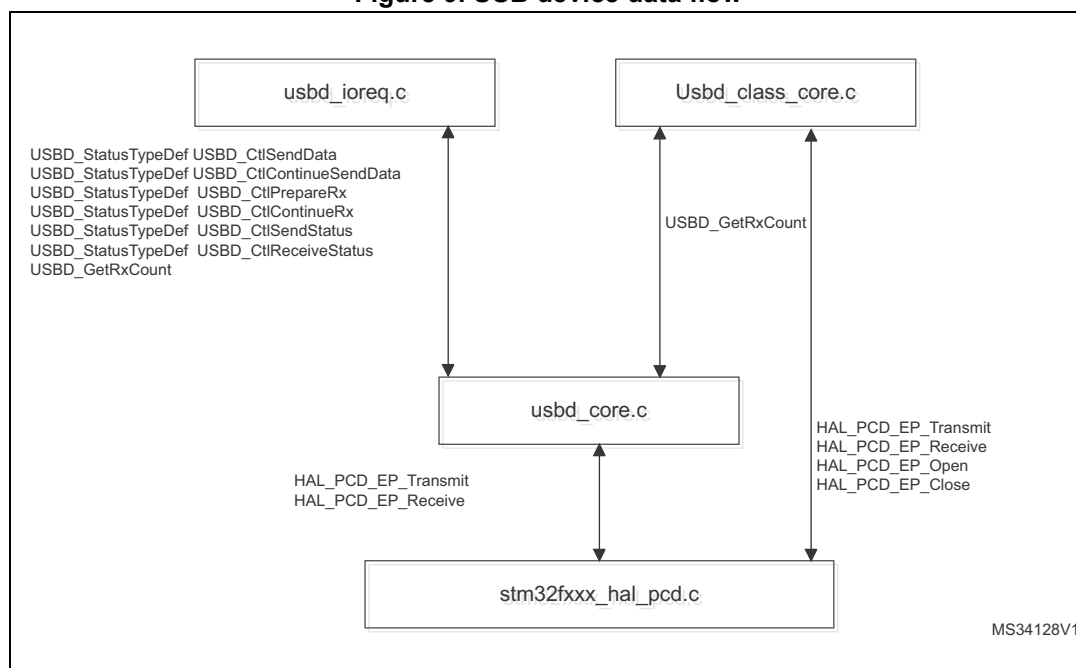 usbd_ioreq.c
Usbd_class_core.c
USBD_StatusTypeDef USBD_CtlSendData
USBD_StatusTypeDef USBD_CtlContinueSendData
USBD_StatusTypeDef USBD_CtlPrepareRx
USBD_StatusTypeDef USBD_CtlContinueRx
USBD_StatusTypeDef USBD_CtlSendStatus
USBD_StatusTypeDef USBD_CtlReceiveStatus
USBD_GetRxCount
USBD_GetRxCount
usbd_core.c
HAL_PCD_EP_Transmit
HAL_PCD_EP_Receive
HAL_PCD_EP_Transmit
HAL_PCD_EP_Receive
HAL_PCD_EP_Open
HAL_PCD_EP_Close
stm32fxxx_hal_pcd.c
MS34128V1